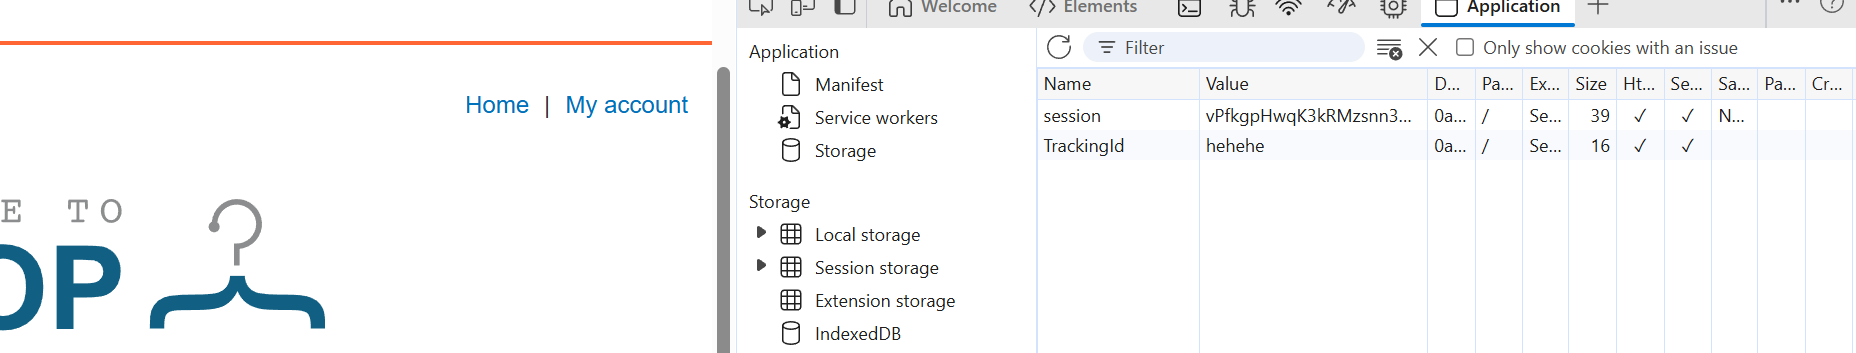 Welcome
Elements
Application
Application
Filter
Only show cookies with an issue
Manifest
Service workers
Storage
Storage
Local storage
Session storage
Extension storage
IndexedDB
Name Value D... Pa... Ex... Size Ht... Se... Sa... Pa... Cr...
session vPfkgpHwqK3kRMzsnn3... 0a... / Se... 39 ✓ ✓ N...
TrackingId hehehe 0a... / Se... 16 ✓ ✓
Home | My account
E TO
OP